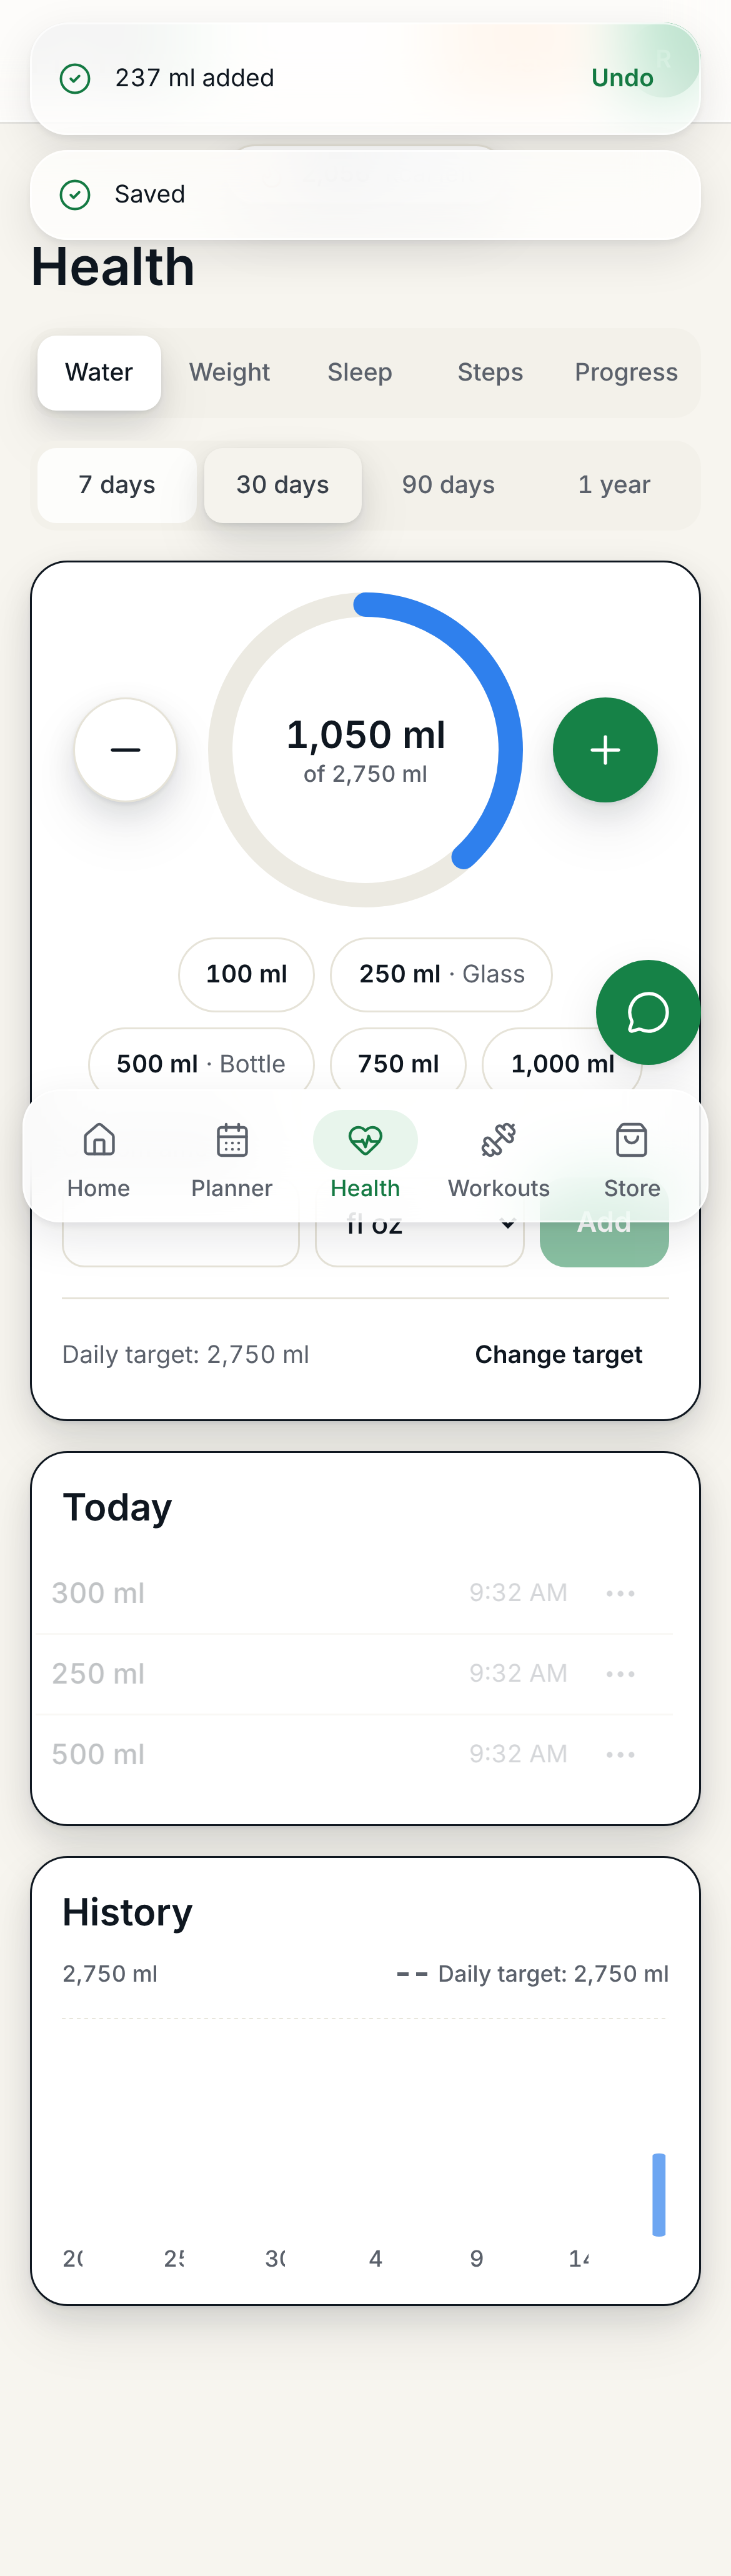 237 ml added Undo
Saved
Health
Water Weight Sleep Steps Progress
7 days 30 days 90 days 1 year
1,050 ml
of 2,750 ml
100 ml 250 ml · Glass
500 ml · Bottle 750 ml 1,000 ml
Home Planner Health Workouts Store
fl oz Add
Daily target: 2,750 ml Change target
Today
300 ml 9:32 AM
250 ml 9:32 AM
500 ml 9:32 AM
History
2,750 ml Daily target: 2,750 ml
4 9